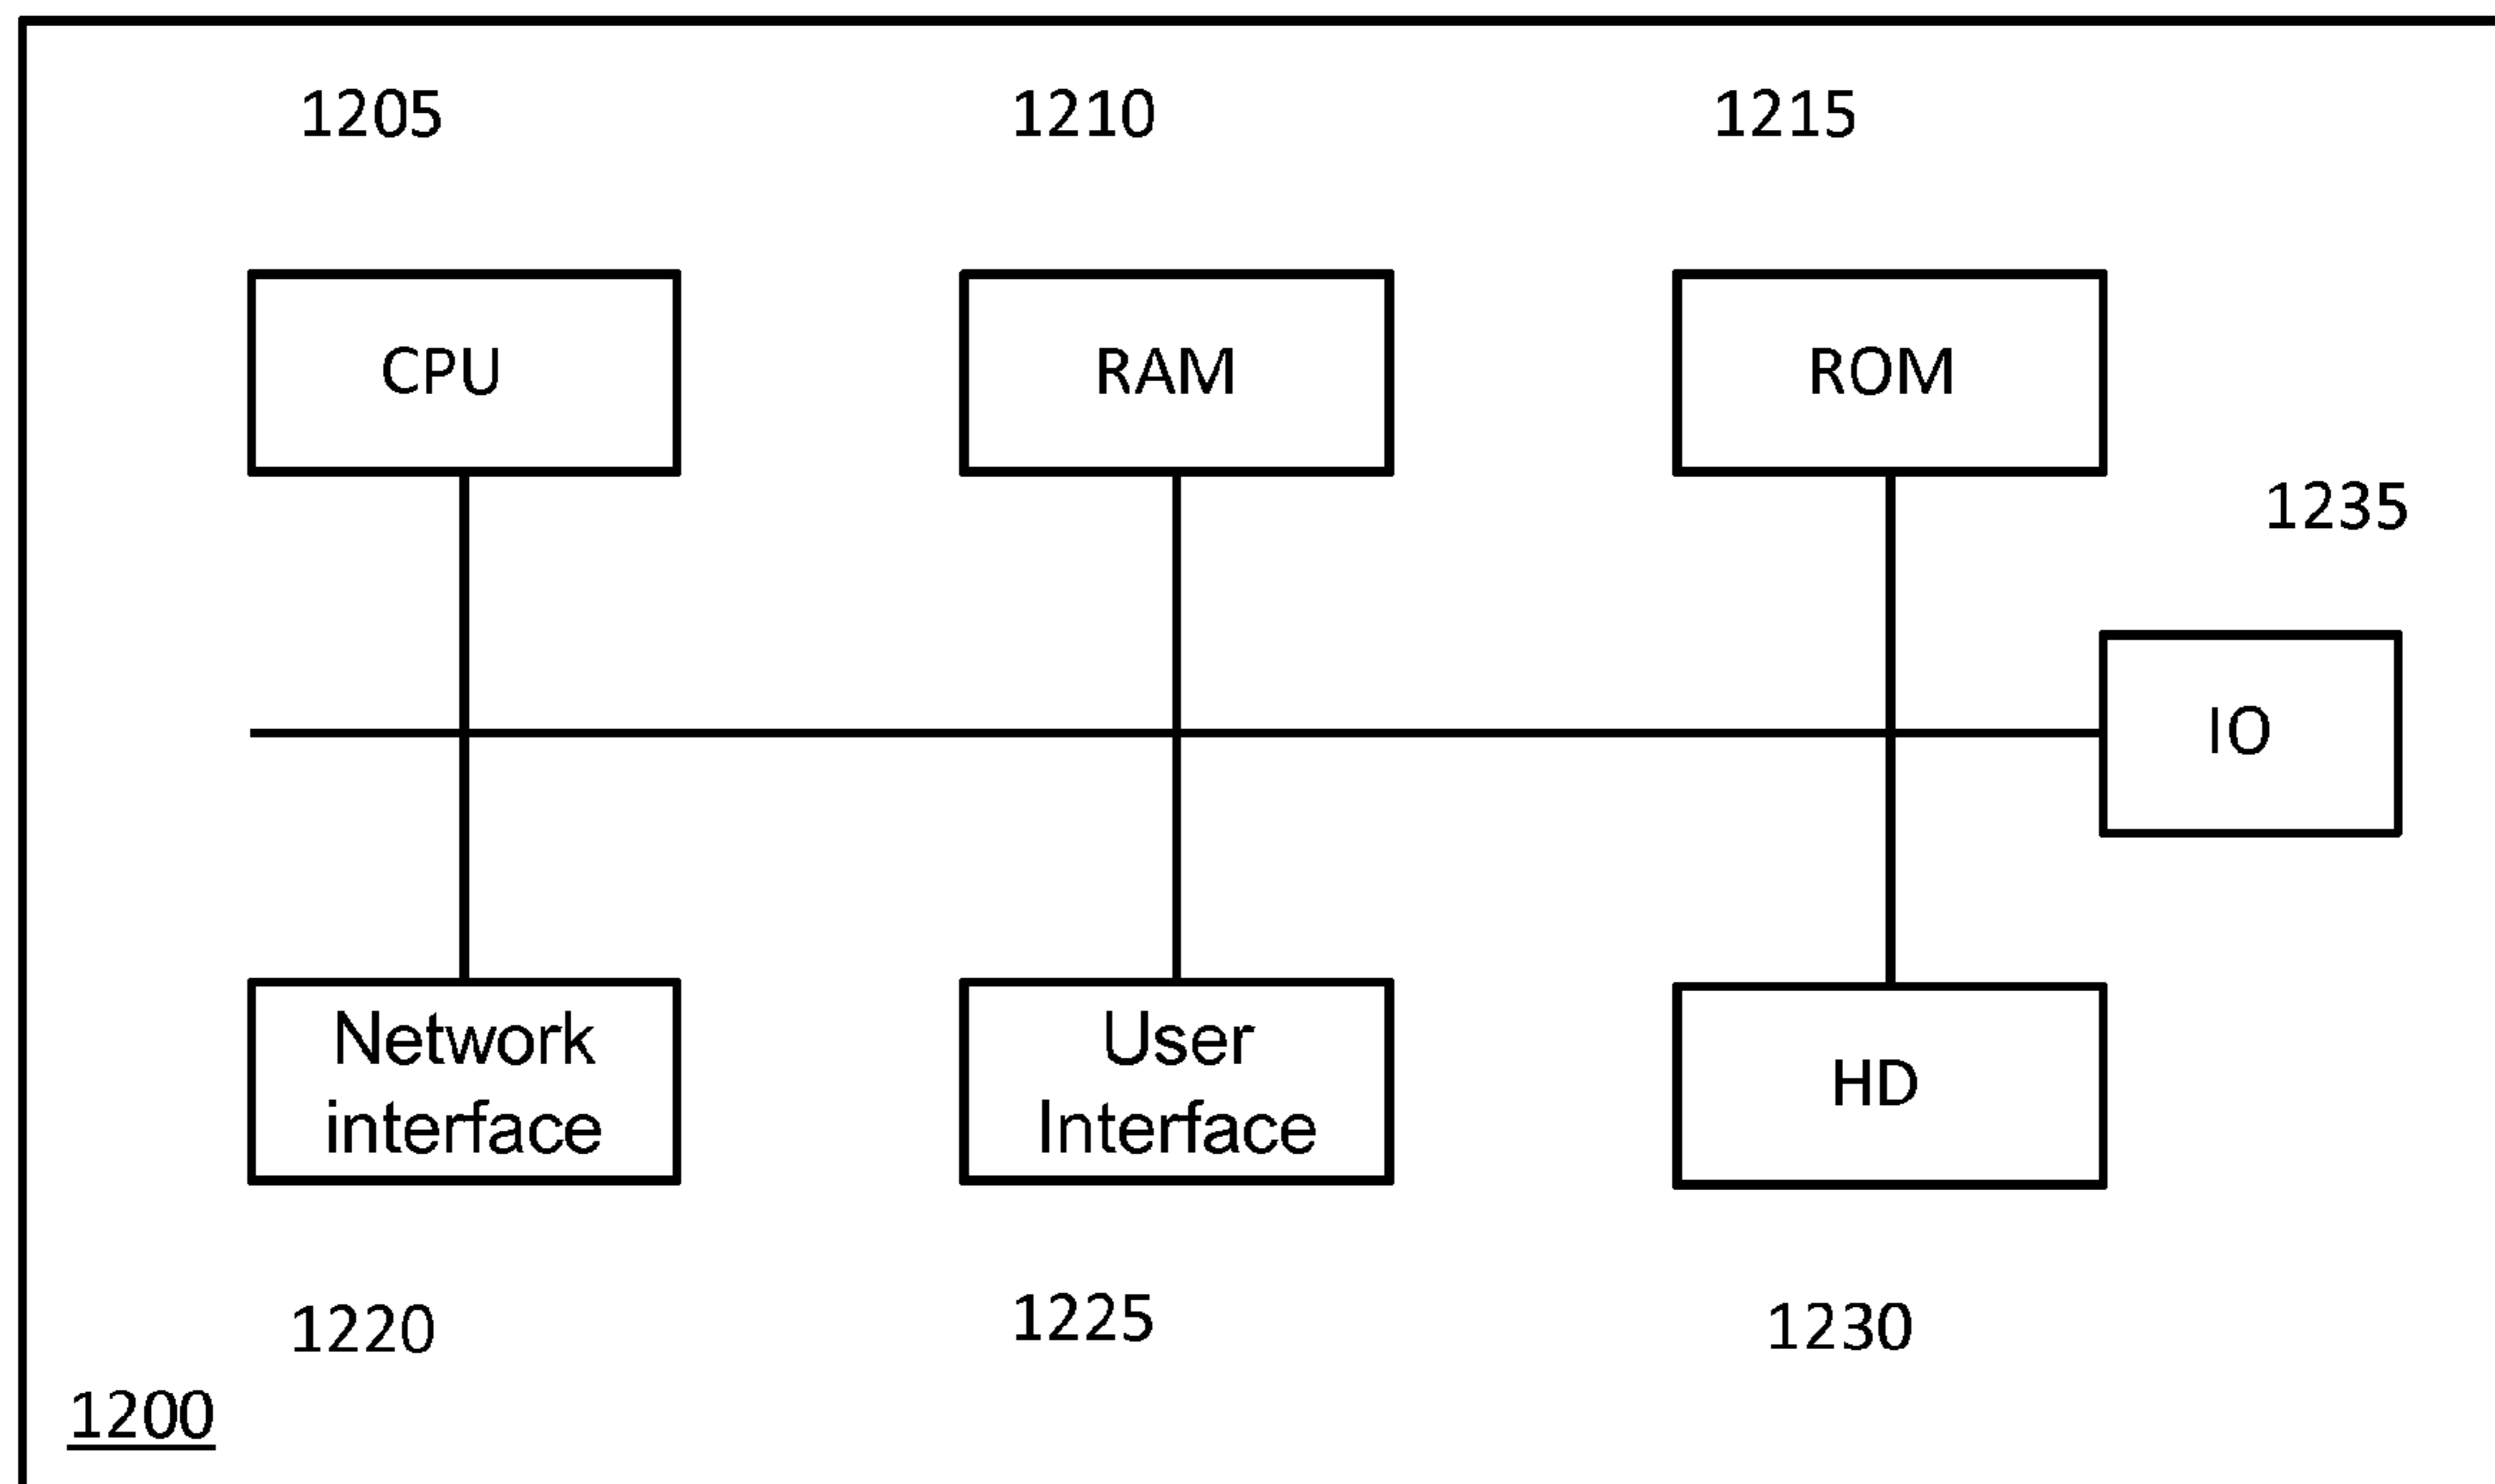 1205
1210
1215
CPU
RAM
ROM
1235
IO
Network
interface
User
Interface
HD
1220
1225
1230
1200